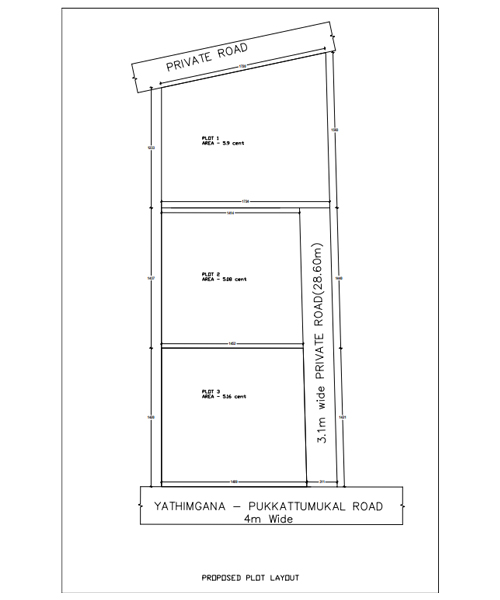 PRIVATE ROAD
PLOT 1
AREA - 5.9 cent
PLOT 2
AREA - 5.08 cent
3.1m wide PRIVATE ROAD(28.60m)
PLOT 3
AREA - 5.16 cent
YATHIMGANA - PUKKATTUMUKAL ROAD
4m Wide
PROPOSED PLOT LAYOUT